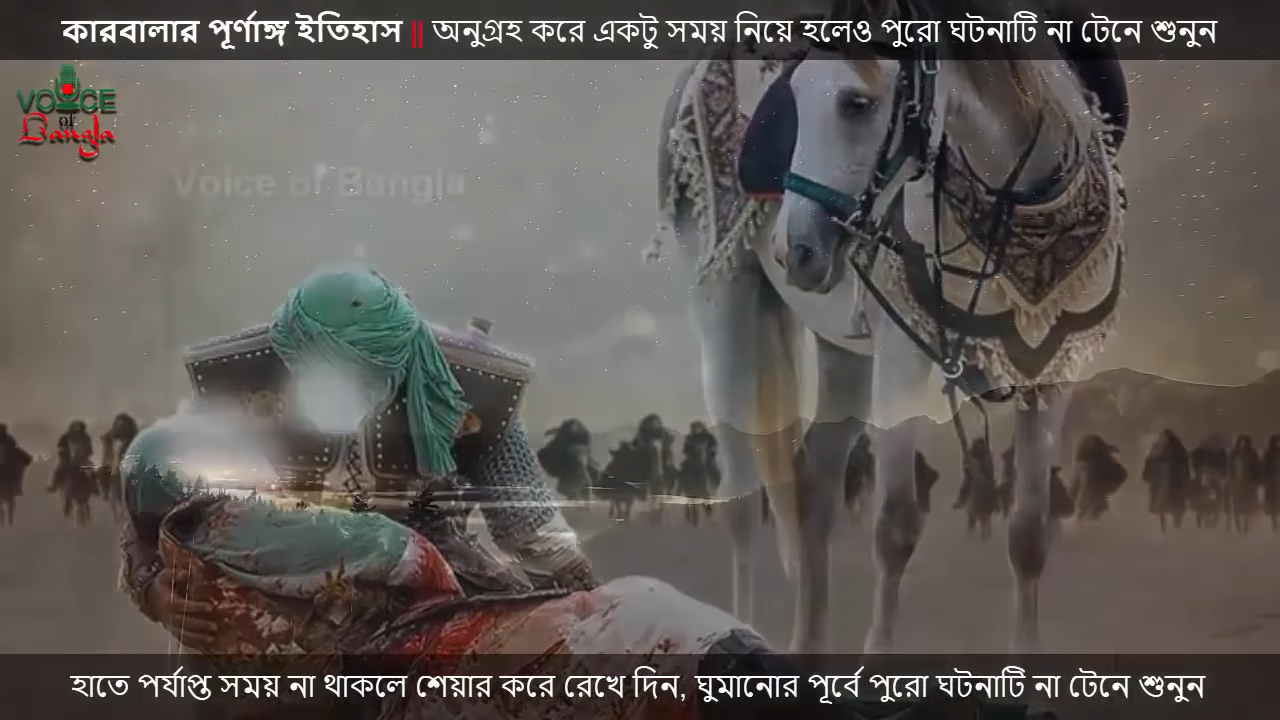 কারবালার পূর্ণাঙ্গ ইতিহাস || অনুগ্রহ করে একটু সময় নিয়ে হলেও পুরো ঘটনাটি না টেনে শুনুন
VOICE
of
Bangla
Voice of Bangla
হাতে পর্যাপ্ত সময় না থাকলে শেয়ার করে রেখে দিন, ঘুমানোর পূর্বে পুরো ঘটনাটি না টেনে শুনুন